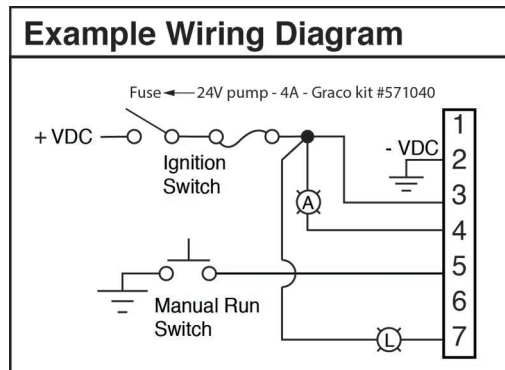 Example Wiring Diagram
Fuse 24V pump - 4A - Graco kit #571040
+ VDC
Ignition
Switch
- VDC
1
2
3
4
5
6
7
A
Manual Run
Switch
L